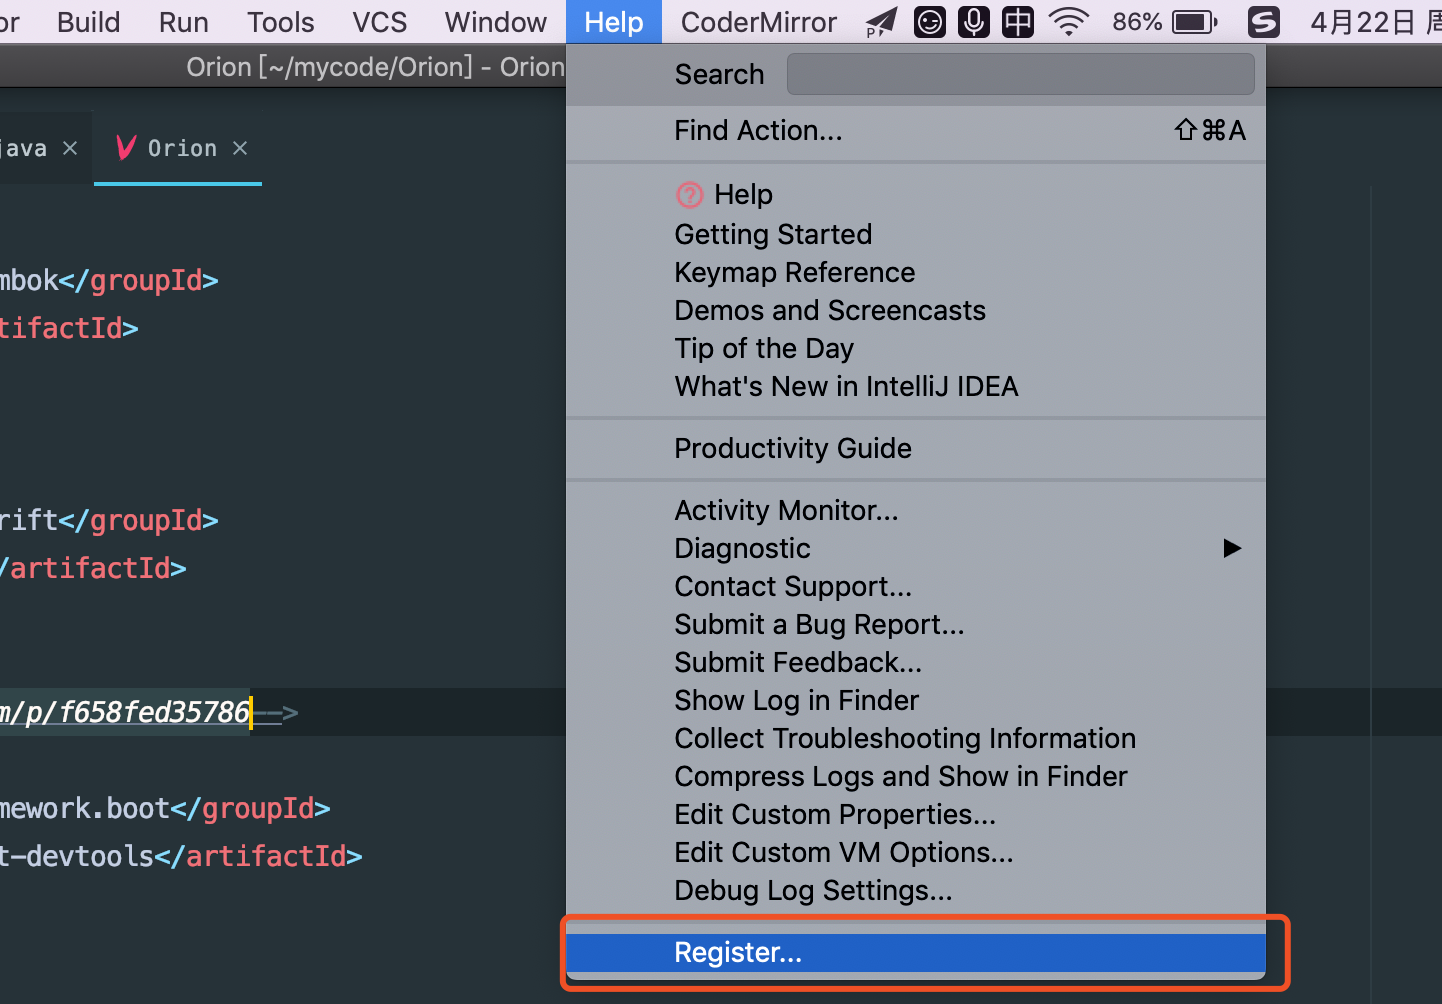 or Build Run Tools VCS Window Help CoderMirror P 中 86% S 4月22日 周
Orion [~/mycode/Orion] - Orion
java × Orion ×
Search
Find Action... ⇧⌘A
? Help
Getting Started
Keymap Reference
Demos and Screencasts
Tip of the Day
What's New in IntelliJ IDEA
Productivity Guide
Activity Monitor...
Diagnostic ▶
Contact Support...
Submit a Bug Report...
Submit Feedback...
Show Log in Finder
Collect Troubleshooting Information
Compress Logs and Show in Finder
Edit Custom Properties...
Edit Custom VM Options...
Debug Log Settings...
Register...
mbok</groupId>
tifactId>
rift</groupId>
/artifactId>
m/p/f658fed35786-->
mework.boot</groupId>
t-devtools</artifactId>